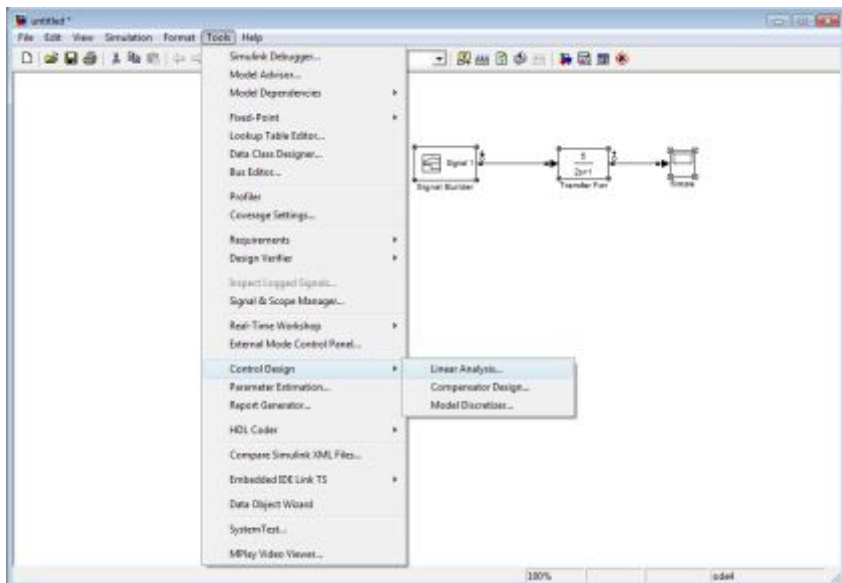 untitled *
File Edit View Simulation Format Tools Help
Simulink Debugger...
Model Advisor...
Model Dependencies
Fixed-Point
Lookup Table Editor...
Data Class Designer...
Bus Editor...
Profiler
Coverage Settings...
Requirements
Design Verifier
Inspect Logged Signals...
Signal & Scope Manager...
Real-Time Workshop
External Mode Control Panel...
Control Design
Parameter Estimation...
Report Generator...
HDL Coder
Compare Simulink XML Files...
Embedded IDE Link TS
Data Object Wizard
SystemTest...
MPlay Video Viewer...
Linear Analysis...
Compensator Design...
Model Discretizer...
Signal 1
Signal Builder
5
2s+1
Transfer Fcn
Scope
100%
ode4